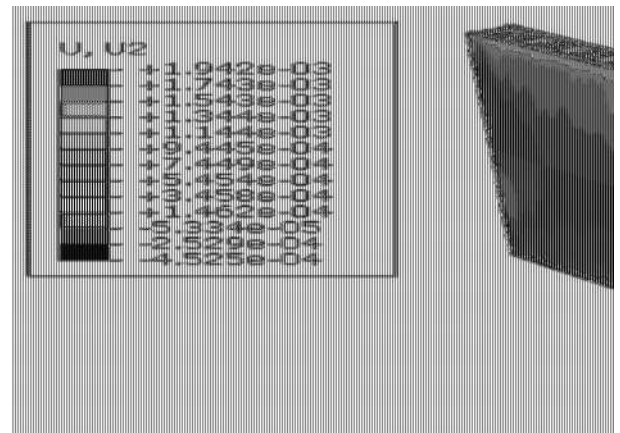 U, U2
+1.942e-03
+1.743e-03
+1.543e-03
+1.344e-03
+1.144e-03
+9.445e-04
+7.449e-04
+5.454e-04
+3.458e-04
+1.462e-04
-5.334e-05
-2.529e-04
-4.525e-04